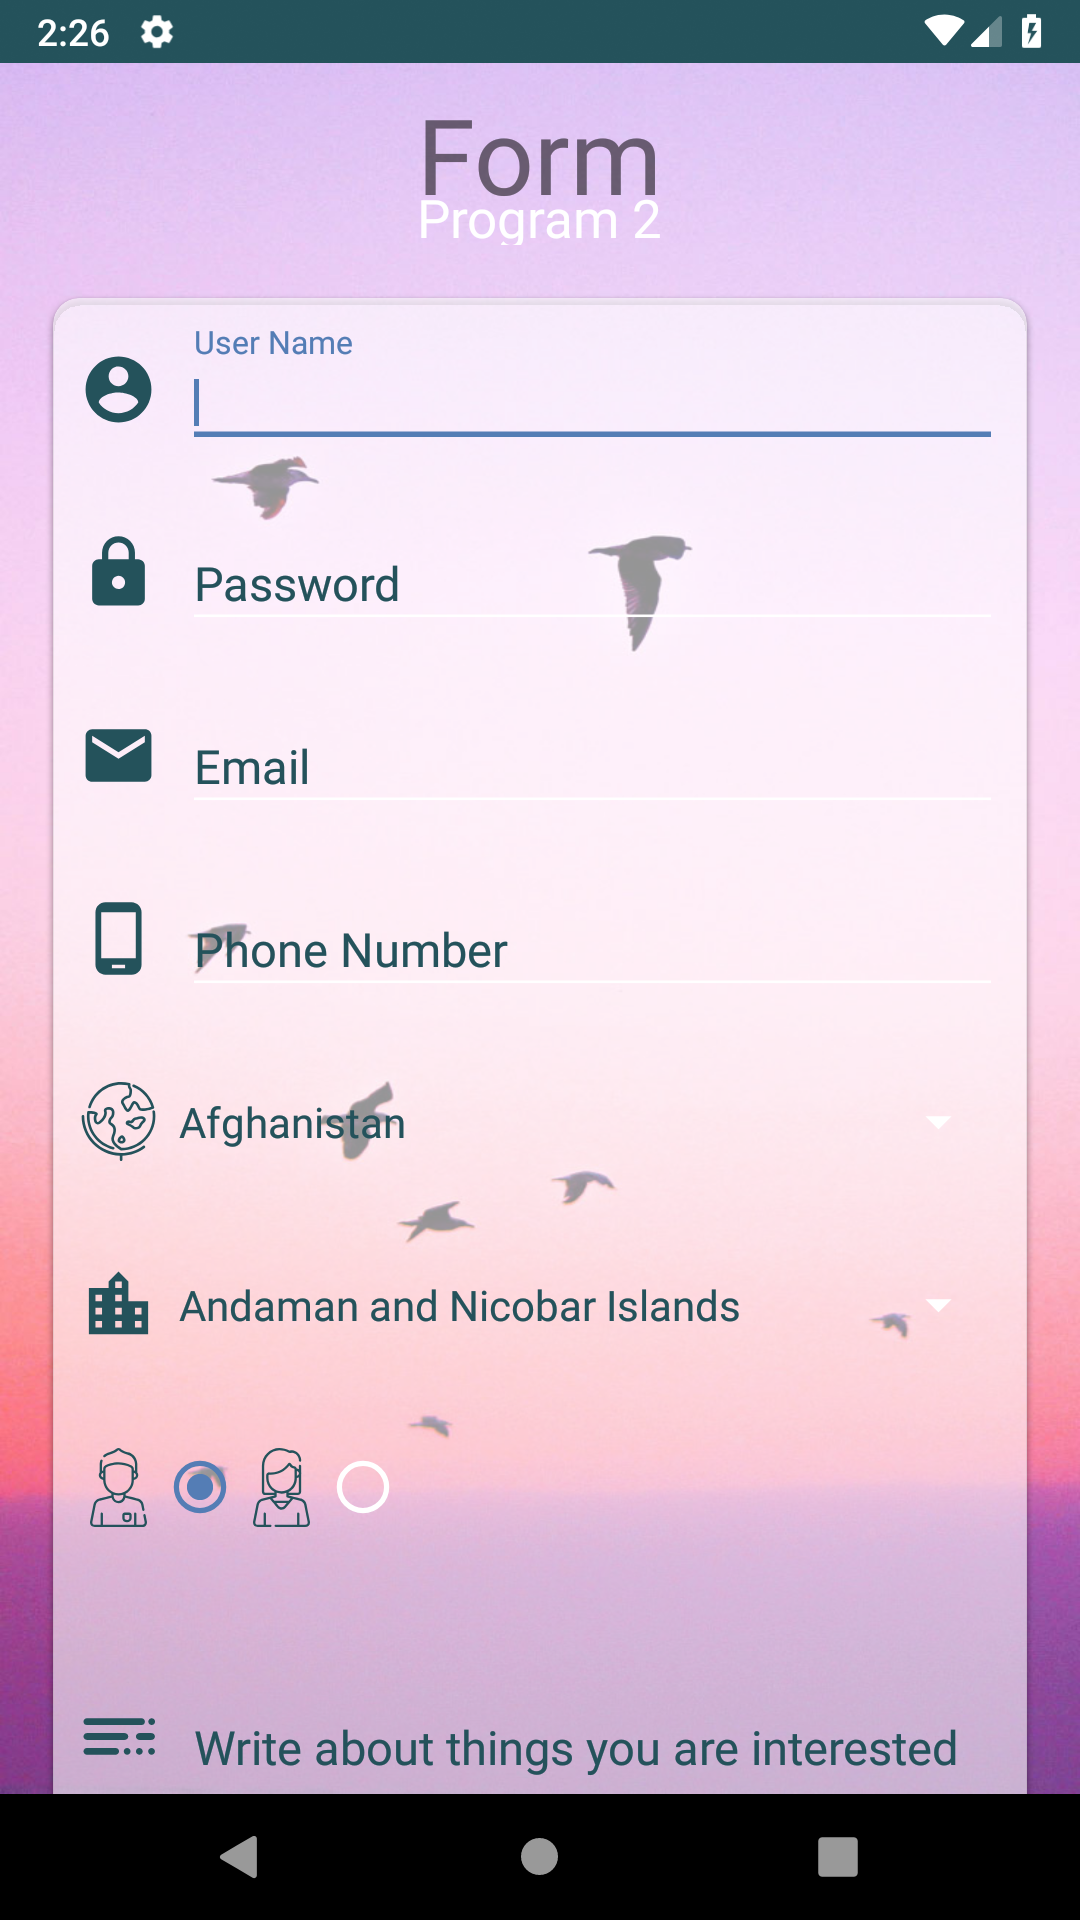 2:26
Form
Program 2
User Name
Password
Email
Phone Number
Afghanistan
Andaman and Nicobar Islands
Write about things you are interested